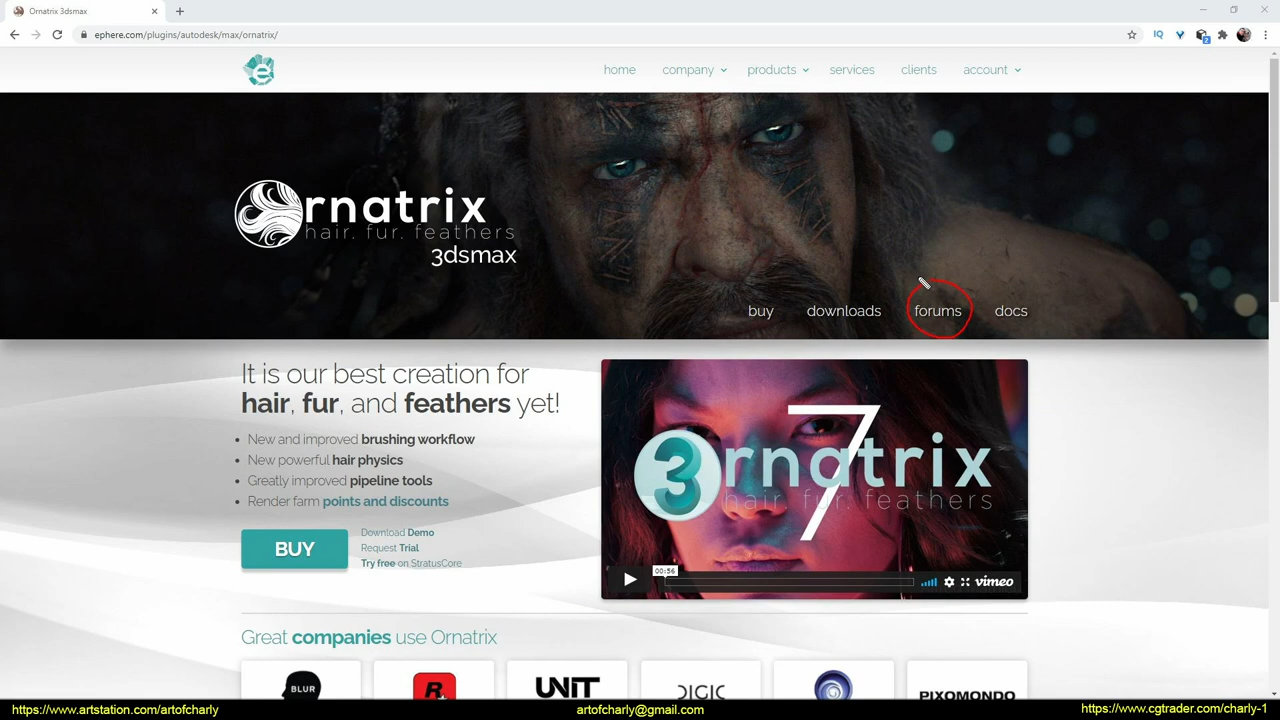 Ornatrix 3dsmax
ephere.com/plugins/autodesk/max/ornatrix/
IQ
2
e
home company products services clients account
rnatrix
hair. fur. feathers
3dsmax
buy downloads forums docs
It is our best creation for
hair, fur, and feathers yet!
New and improved brushing workflow
New powerful hair physics
Greatly improved pipeline tools
Render farm points and discounts
BUY
Download Demo
Request Trial
Try free on StratusCore
7
3rnatrix
hair. fur. feathers
00:56
vimeo
Great companies use Ornatrix
BLUR
R
UNIT
DIGIC
PIXOMONDO
https://www.artstation.com/artofcharly
artofcharly@gmail.com
https://www.cgtrader.com/charly-1